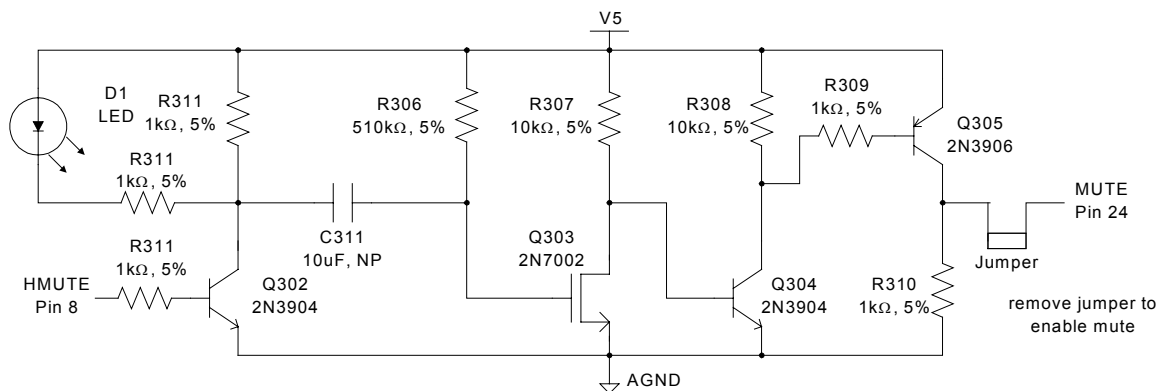 V5
D1
LED
R311
1kΩ, 5%
R306
510kΩ, 5%
R307
10kΩ, 5%
R308
10kΩ, 5%
R309
1kΩ, 5%
Q305
2N3906
R311
1kΩ, 5%
C311
10uF, NP
MUTE
Pin 24
Jumper
R311
1kΩ, 5%
HMUTE
Pin 8
Q302
2N3904
Q303
2N7002
Q304
2N3904
R310
1kΩ, 5%
remove jumper to
enable mute
AGND